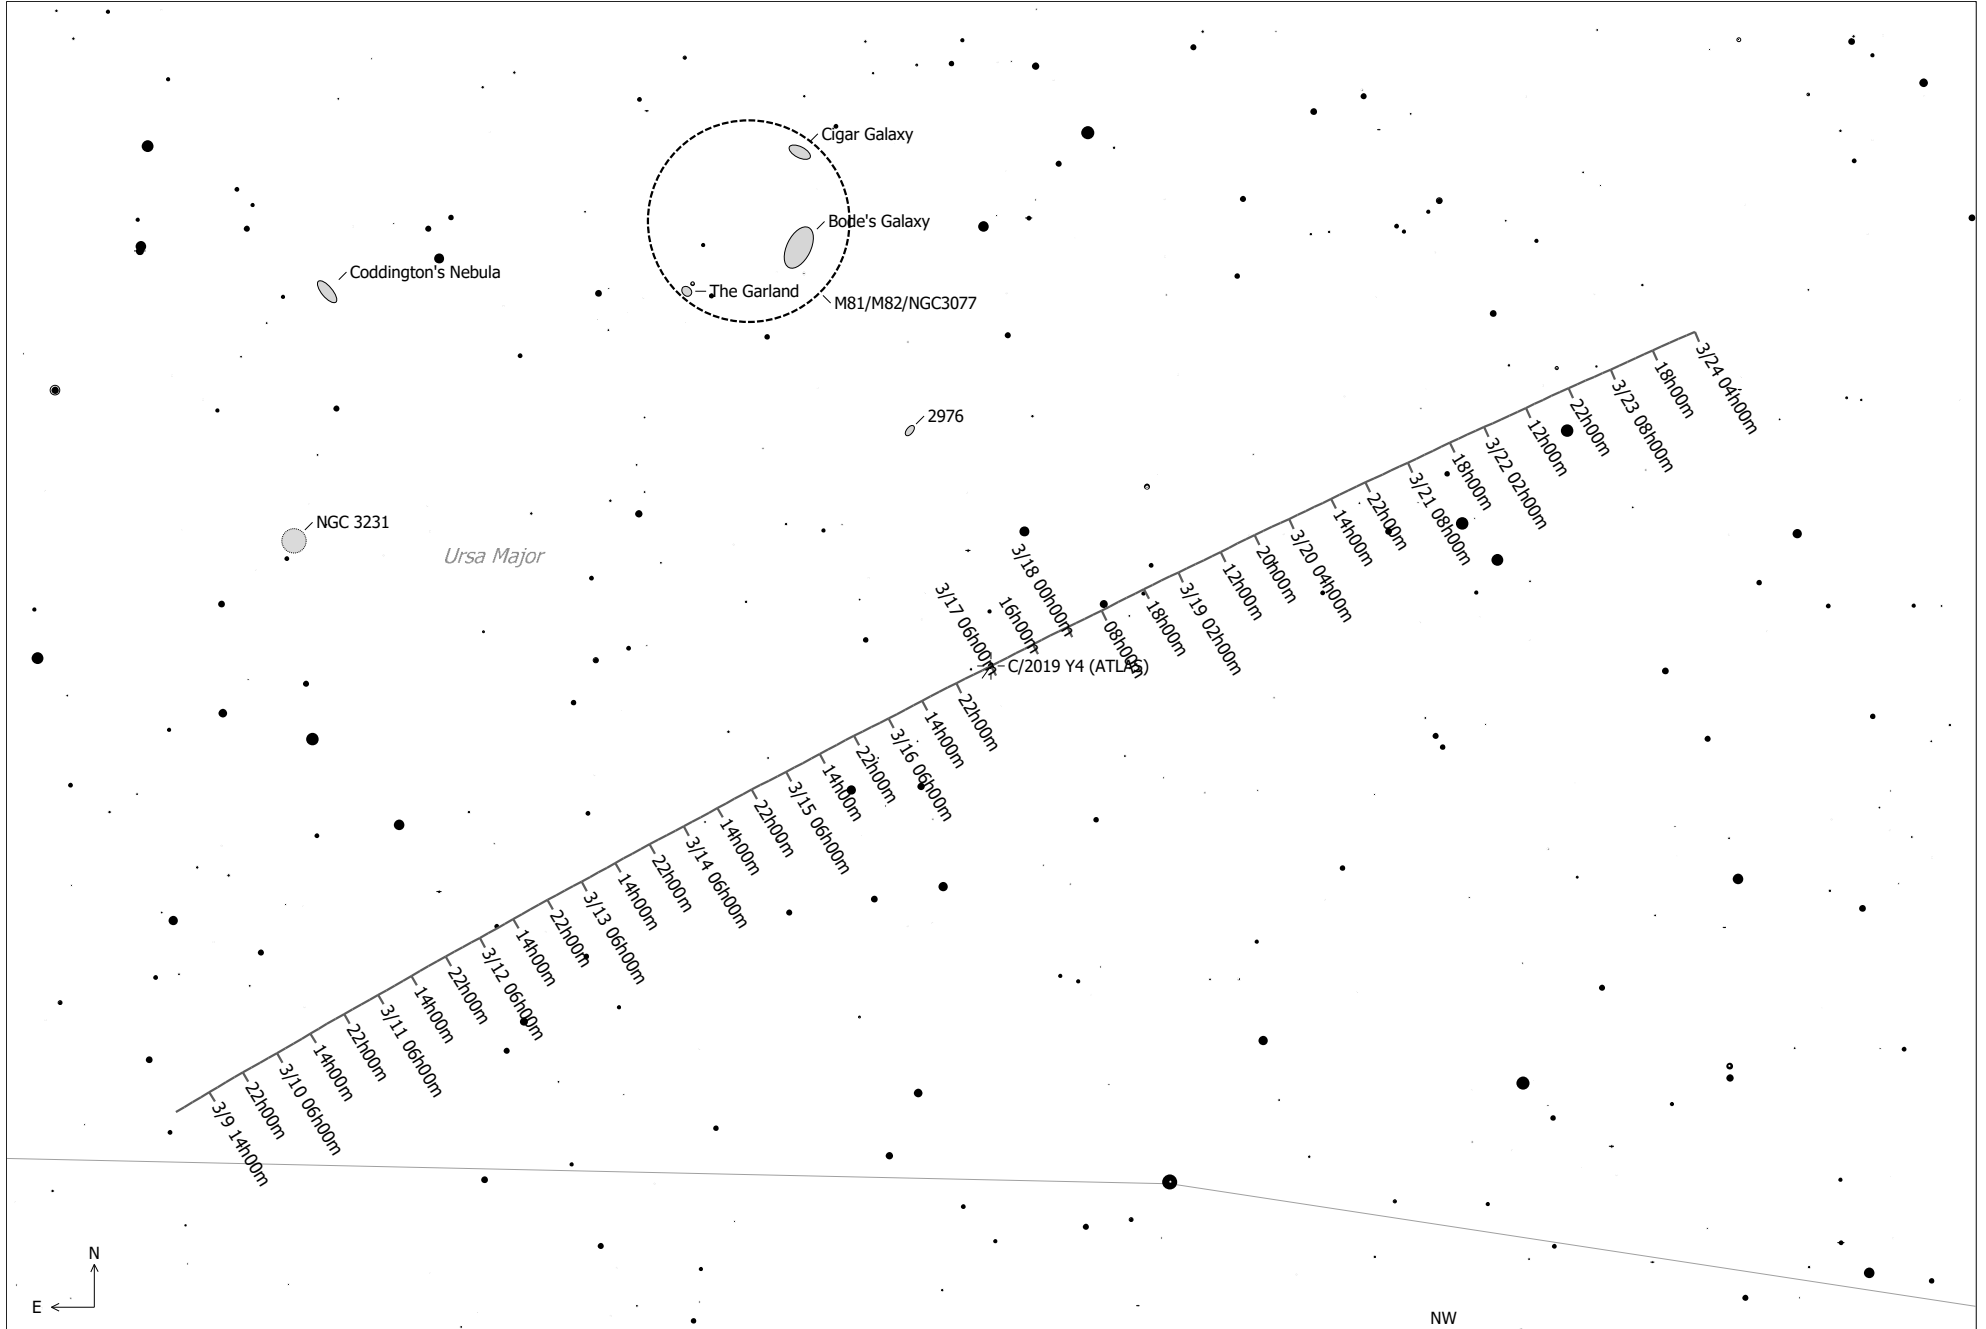 Cigar Galaxy
Bode's Galaxy
Coddington's Nebula
The Garland
M81/M82/NGC3077
2976
NGC 3231
Ursa Major
3/24 04h00m
18h00m
3/23 08h00m
22h00m
12h00m
3/22 02h00m
18h00m
3/21 08h00m
22h00m
14h00m
3/20 04h00m
20h00m
12h00m
3/19 02h00m
18h00m
08h00m
3/18 00h00m
16h00m
3/17 06h00m
C/2019 Y4 (ATLAS)
22h00m
14h00m
3/16 06h00m
22h00m
14h00m
3/15 06h00m
22h00m
14h00m
3/14 06h00m
22h00m
14h00m
3/13 06h00m
22h00m
14h00m
3/12 06h00m
22h00m
14h00m
3/11 06h00m
22h00m
14h00m
3/10 06h00m
22h00m
3/9 14h00m
N
E
NW